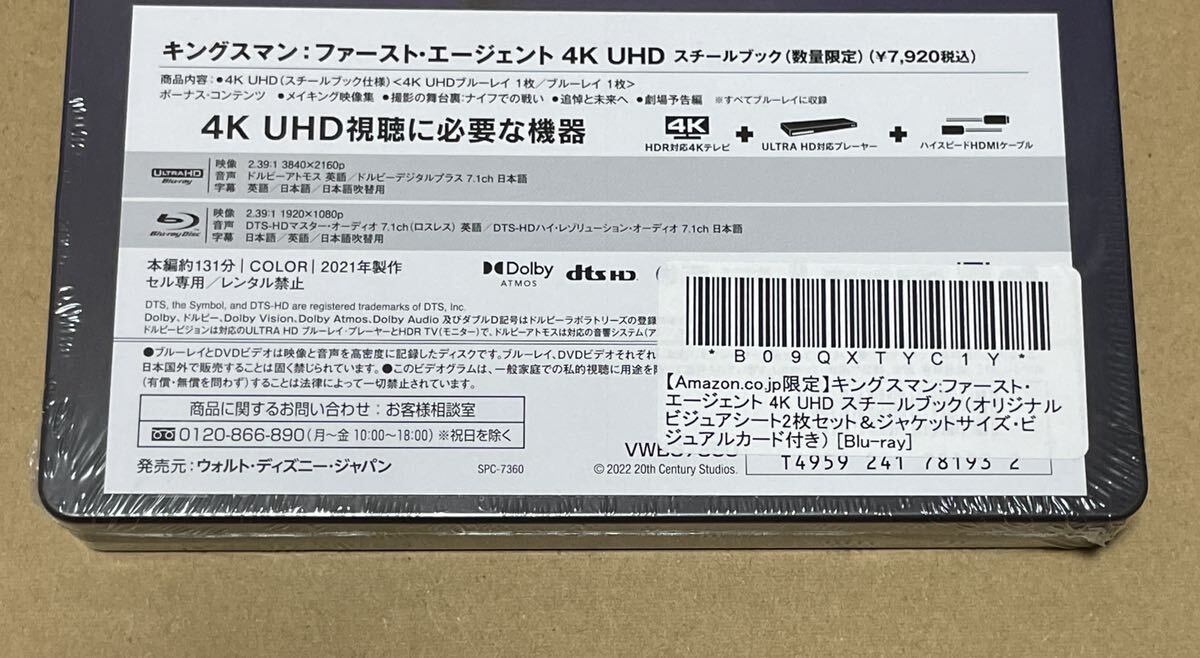 キングスマン:ファースト・エージェント 4K UHD スチールブック(数量限定)(¥7,920税込)
商品内容:●4K UHD(スチールブック仕様)<4K UHDブルーレイ 1枚/ブルーレイ 1枚>
ボーナス・コンテンツ ●メイキング映像集 ●撮影の舞台裏:ナイフでの戦い ●追悼と未来へ ●劇場予告編 ※すべてブルーレイに収録
4K UHD視聴に必要な機器
4K
HDR対応4Kテレビ + ULTRA HD対応プレーヤー + ハイスピードHDMIケーブル
ULTRA HD Blu-ray
映像 2.39:1 3840×2160p
音声 ドルビーアトモス 英語/ドルビーデジタルプラス 7.1ch 日本語
字幕 英語/日本語/日本語吹替用
Blu-ray Disc
映像 2.39:1 1920×1080p
音声 DTS-HDマスター・オーディオ 7.1ch(ロスレス) 英語/DTS-HDハイ・レゾリューション・オーディオ 7.1ch 日本語
字幕 日本語/英語/日本語吹替用
本編約131分|COLOR|2021年製作
セル専用/レンタル禁止
Dolby ATMOS
dts HD
DTS, the Symbol, and DTS-HD are registered trademarks of DTS, Inc.
Dolby、ドルビー、Dolby Vision、Dolby Atmos、Dolby Audio 及びダブルD記号はドルビーラボラトリーズの登録
ドルビービジョンは対応のULTRA HD ブルーレイ・プレーヤーとHDR TV(モニター)で、ドルビーアトモスは対応の音響システム(ア
●ブルーレイとDVDビデオは映像と音声を高密度に記録したディスクです。ブルーレイ、DVDビデオそれぞれ
日本国外で販売することは固く禁じられています。●このビデオグラムは、一般家庭での私的視聴に用途を
(有償・無償を問わず)することは法律によって一切禁止されています。
商品に関するお問い合わせ:お客様相談室
0120-866-890(月〜金 10:00〜18:00)※祝日を除く
発売元:ウォルト・ディズニー・ジャパン
SPC-7360
© 2022 20th Century Studios.
*B09QXTYC1Y*
【Amazon.co.jp限定】キングスマン:ファースト・
エージェント 4K UHD スチールブック(オリジナル
ビジュアシート2枚セット&ジャケットサイズ・ビ
ジュアルカード付き) [Blu-ray]
T4959 241 78193 2